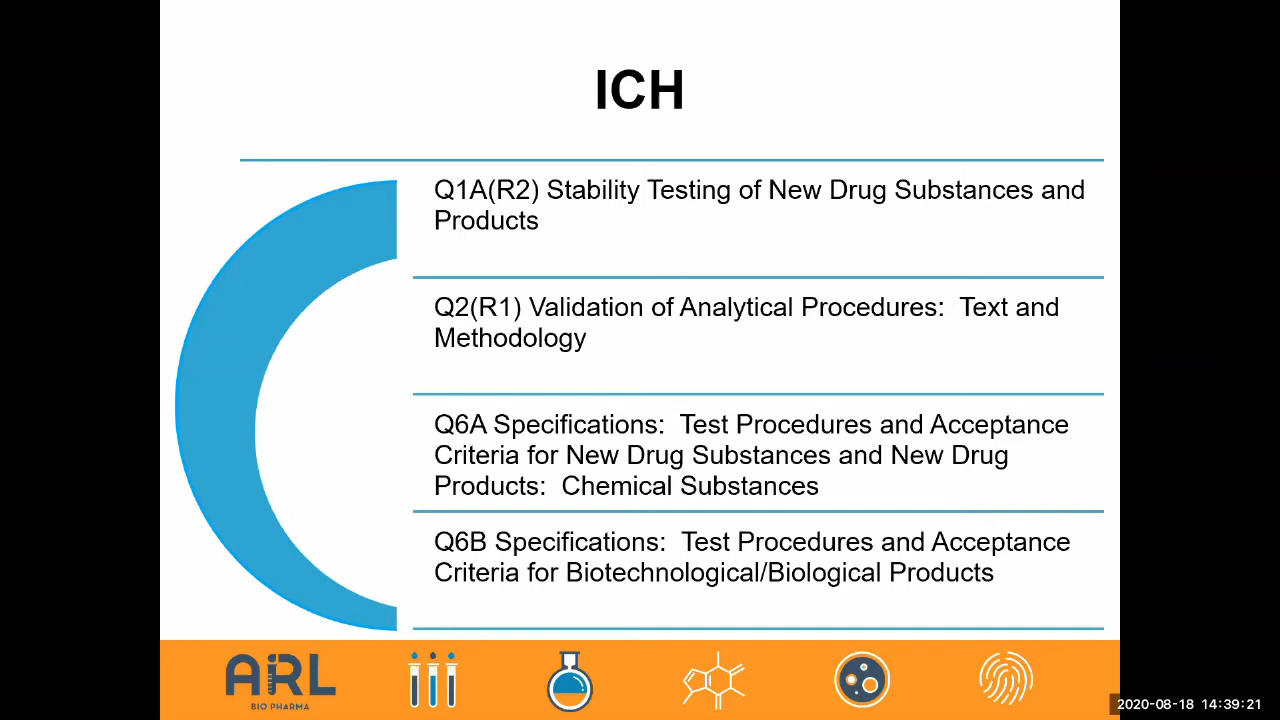 ICH
Q1A(R2) Stability Testing of New Drug Substances and
Products
Q2(R1) Validation of Analytical Procedures:  Text and
Methodology
Q6A Specifications:  Test Procedures and Acceptance
Criteria for New Drug Substances and New Drug
Products:  Chemical Substances
Q6B Specifications:  Test Procedures and Acceptance
Criteria for Biotechnological/Biological Products
ARL
BIO PHARMA
2020-08-18  14:39:21